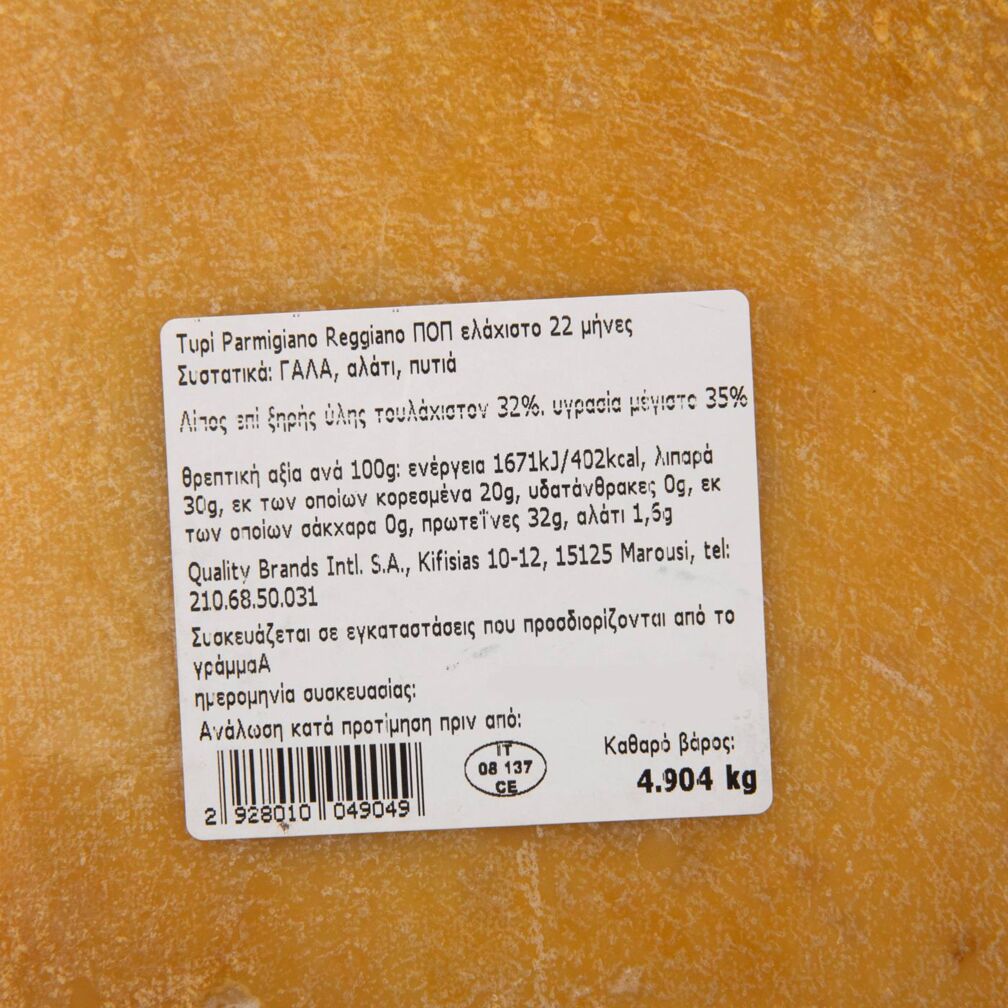 Τυρί Parmigiano Reggiano ΠΟΠ ελάχιστο 22 μήνες
Συστατικά: ΓΑΛΑ, αλάτι, πυτιά
Λίπος επί ξηρής ύλης τουλάχιστον 32%. υγρασία μέγιστο 35%
θρεπτική αξία ανά 100g: ενέργεια 1671kJ/402kcal, λιπαρά
30g, εκ των οποίων κορεσμένα 20g, υδατάνθρακες 0g, εκ
των οποίων σάκχαρα 0g, πρωτεΐνες 32g, αλάτι 1,6g
Quality Brands Intl. S.A., Kifisias 10-12, 15125 Marousi, tel:
210.68.50.031
Συσκευάζεται σε εγκαταστάσεις που προσδιορίζονται από το
γράμμαΑ
ημερομηνία συσκευασίας:
Ανάλωση κατά προτίμηση πριν από:
IT
08 137
CE
Καθαρό βάρος:
4.904 kg
2 928010 049049